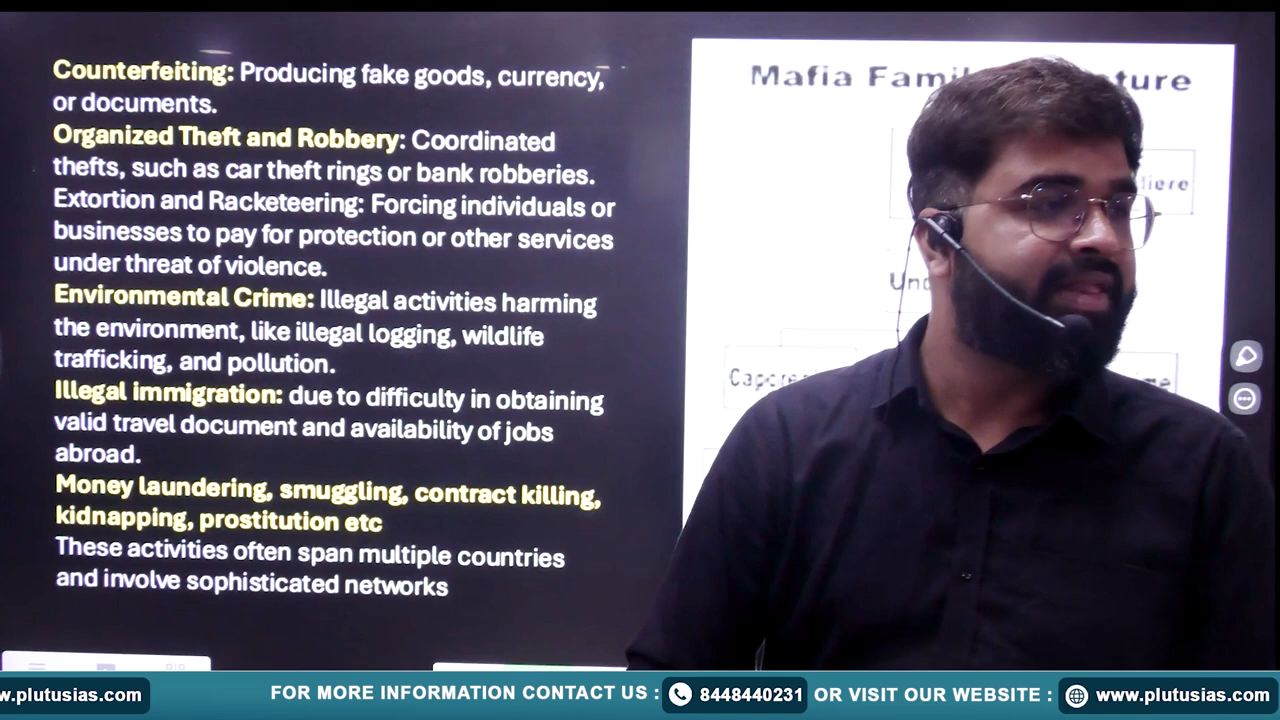 Counterfeiting: Producing fake goods, currency,
or documents.
Organized Theft and Robbery: Coordinated
thefts, such as car theft rings or bank robberies.
Extortion and Racketeering: Forcing individuals or
businesses to pay for protection or other services
under threat of violence.
Environmental Crime: Illegal activities harming
the environment, like illegal logging, wildlife
trafficking, and pollution.
Illegal immigration: due to difficulty in obtaining
valid travel document and availability of jobs
abroad.
Money laundering, smuggling, contract killing,
kidnapping, prostitution etc
These activities often span multiple countries
and involve sophisticated networks
Mafia
w.plutusias.com
FOR MORE INFORMATION CONTACT US : 8448440231 OR VISIT OUR WEBSITE : www.plutusias.com